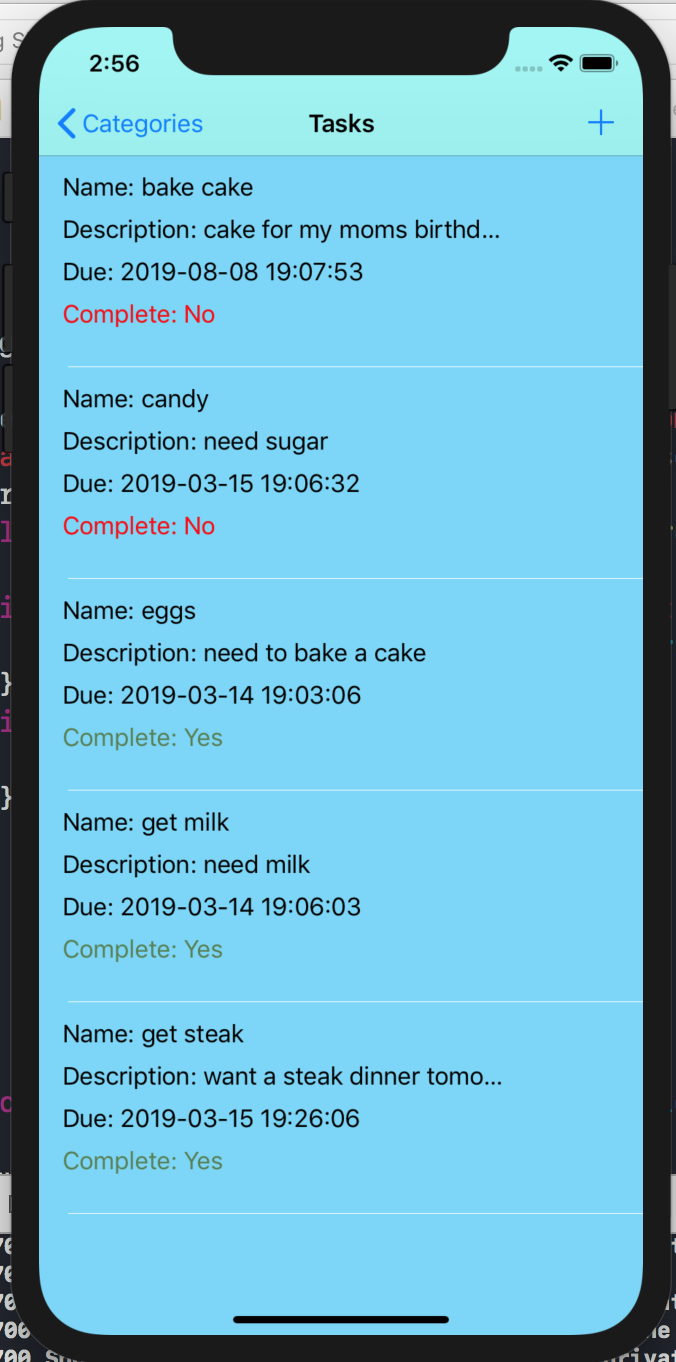 2:56
Categories
Tasks
Name: bake cake
Description: cake for my moms birthd...
Due: 2019-08-08 19:07:53
Complete: No
Name: candy
Description: need sugar
Due: 2019-03-15 19:06:32
Complete: No
Name: eggs
Description: need to bake a cake
Due: 2019-03-14 19:03:06
Complete: Yes
Name: get milk
Description: need milk
Due: 2019-03-14 19:06:03
Complete: Yes
Name: get steak
Description: want a steak dinner tomo...
Due: 2019-03-15 19:26:06
Complete: Yes